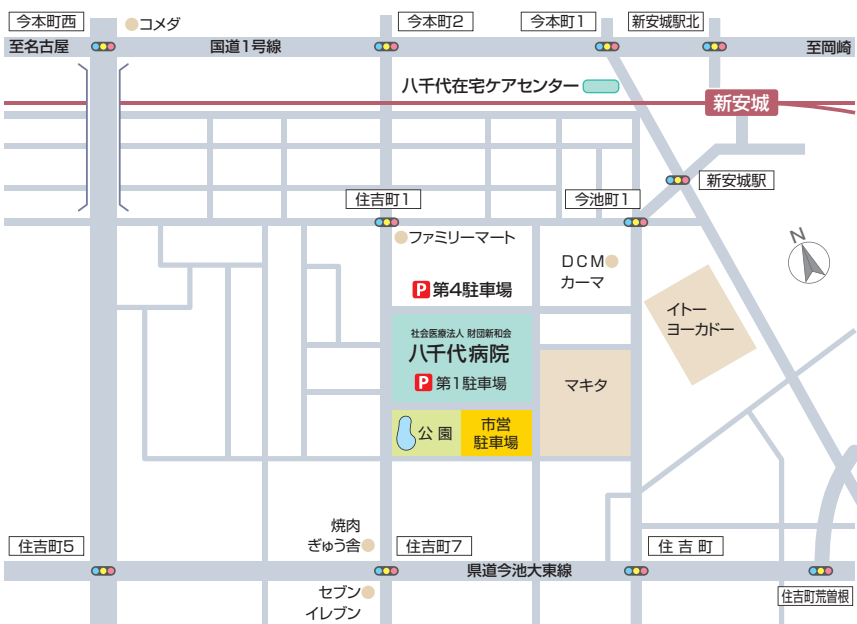 今本町西
コメダ
今本町2
今本町1
新安城駅北
至名古屋
国道1号線
至岡崎
八千代在宅ケアセンター
新安城
新安城駅
住吉町1
今池町1
N
ファミリーマート
DCM
カーマ
P 第4駐車場
イトー
ヨーカドー
社会医療法人 財団新和会
八千代病院
P 第1駐車場
マキタ
公園
市営
駐車場
焼肉
ぎゅう舎
住吉町5
住吉町7
住吉町
県道今池大東線
セブン
イレブン
住吉町荒曽根